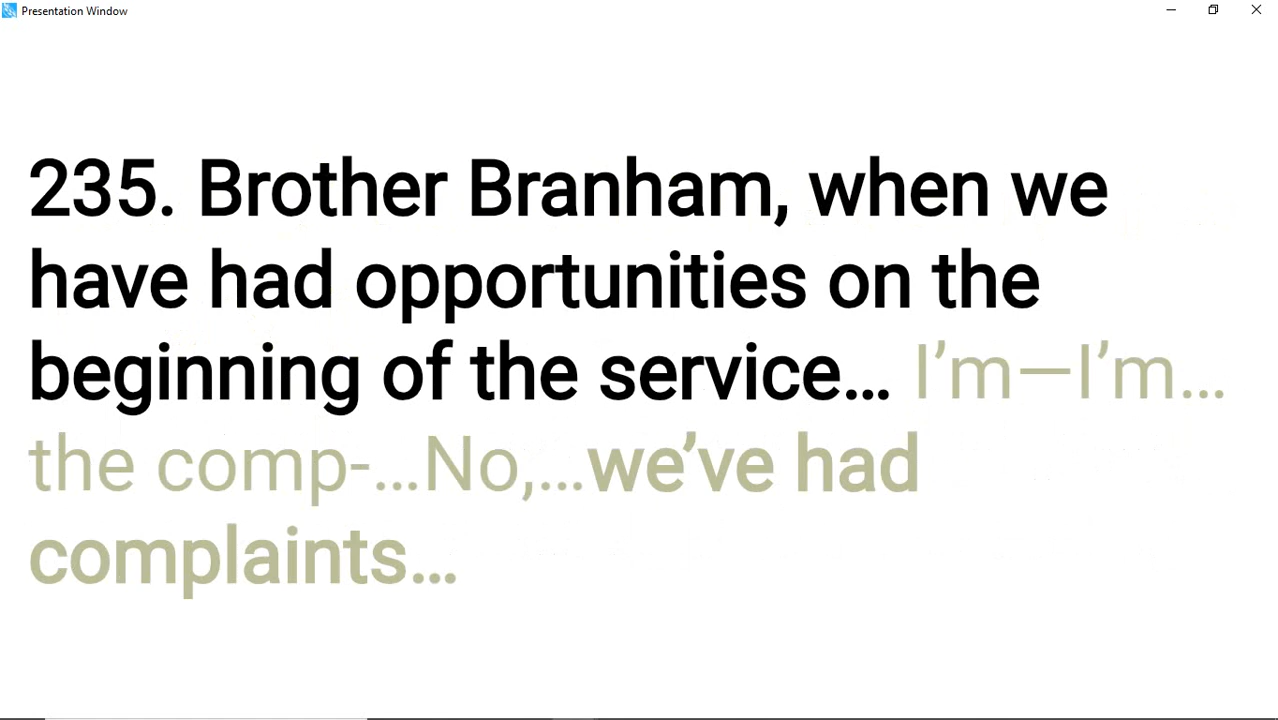 Presentation Window
235. Brother Branham, when we
have had opportunities on the
beginning of the service… I’m—I’m…
the comp-…No,…we’ve had
complaints…